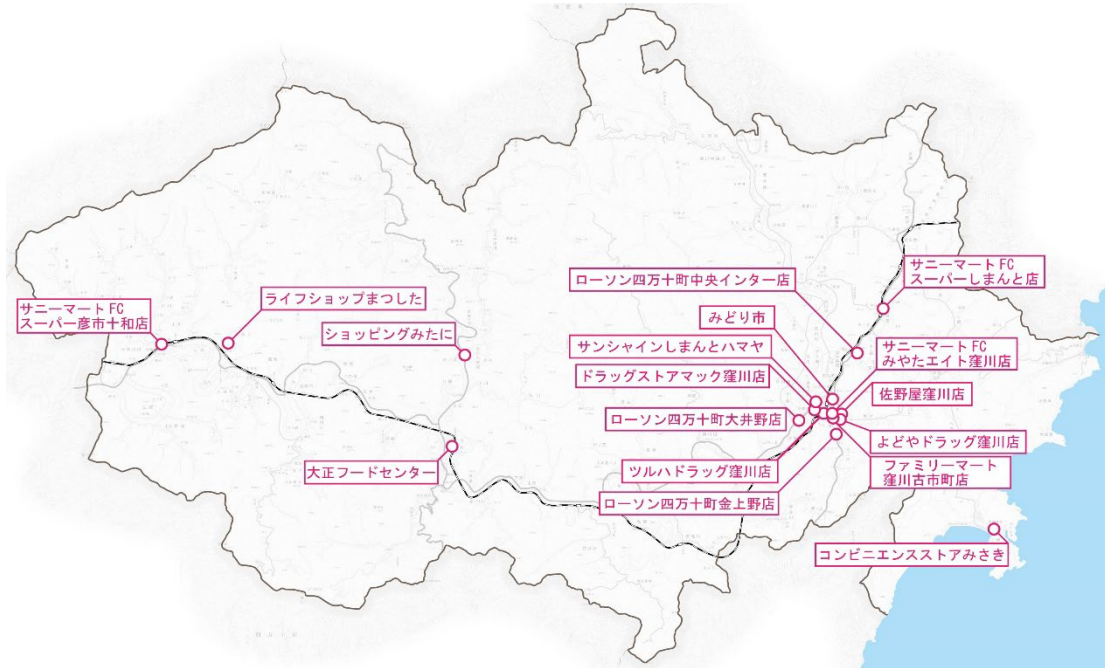 ローソン四万十町中央インター店
サニーマートFC
スーパーしまんと店
サニーマートFC
スーパー彦市十和店
ライフショップまつした
ショッピングみたに
みどり市
サンシャインしまんとハマヤ
サニーマートFC
みやたエイト窪川店
ドラッグストアマック窪川店
佐野屋窪川店
ローソン四万十町大井野店
よどやドラッグ窪川店
大正フードセンター
ツルハドラッグ窪川店
ファミリーマート
窪川古市町店
ローソン四万十町金上野店
コンビニエンスストアみさき